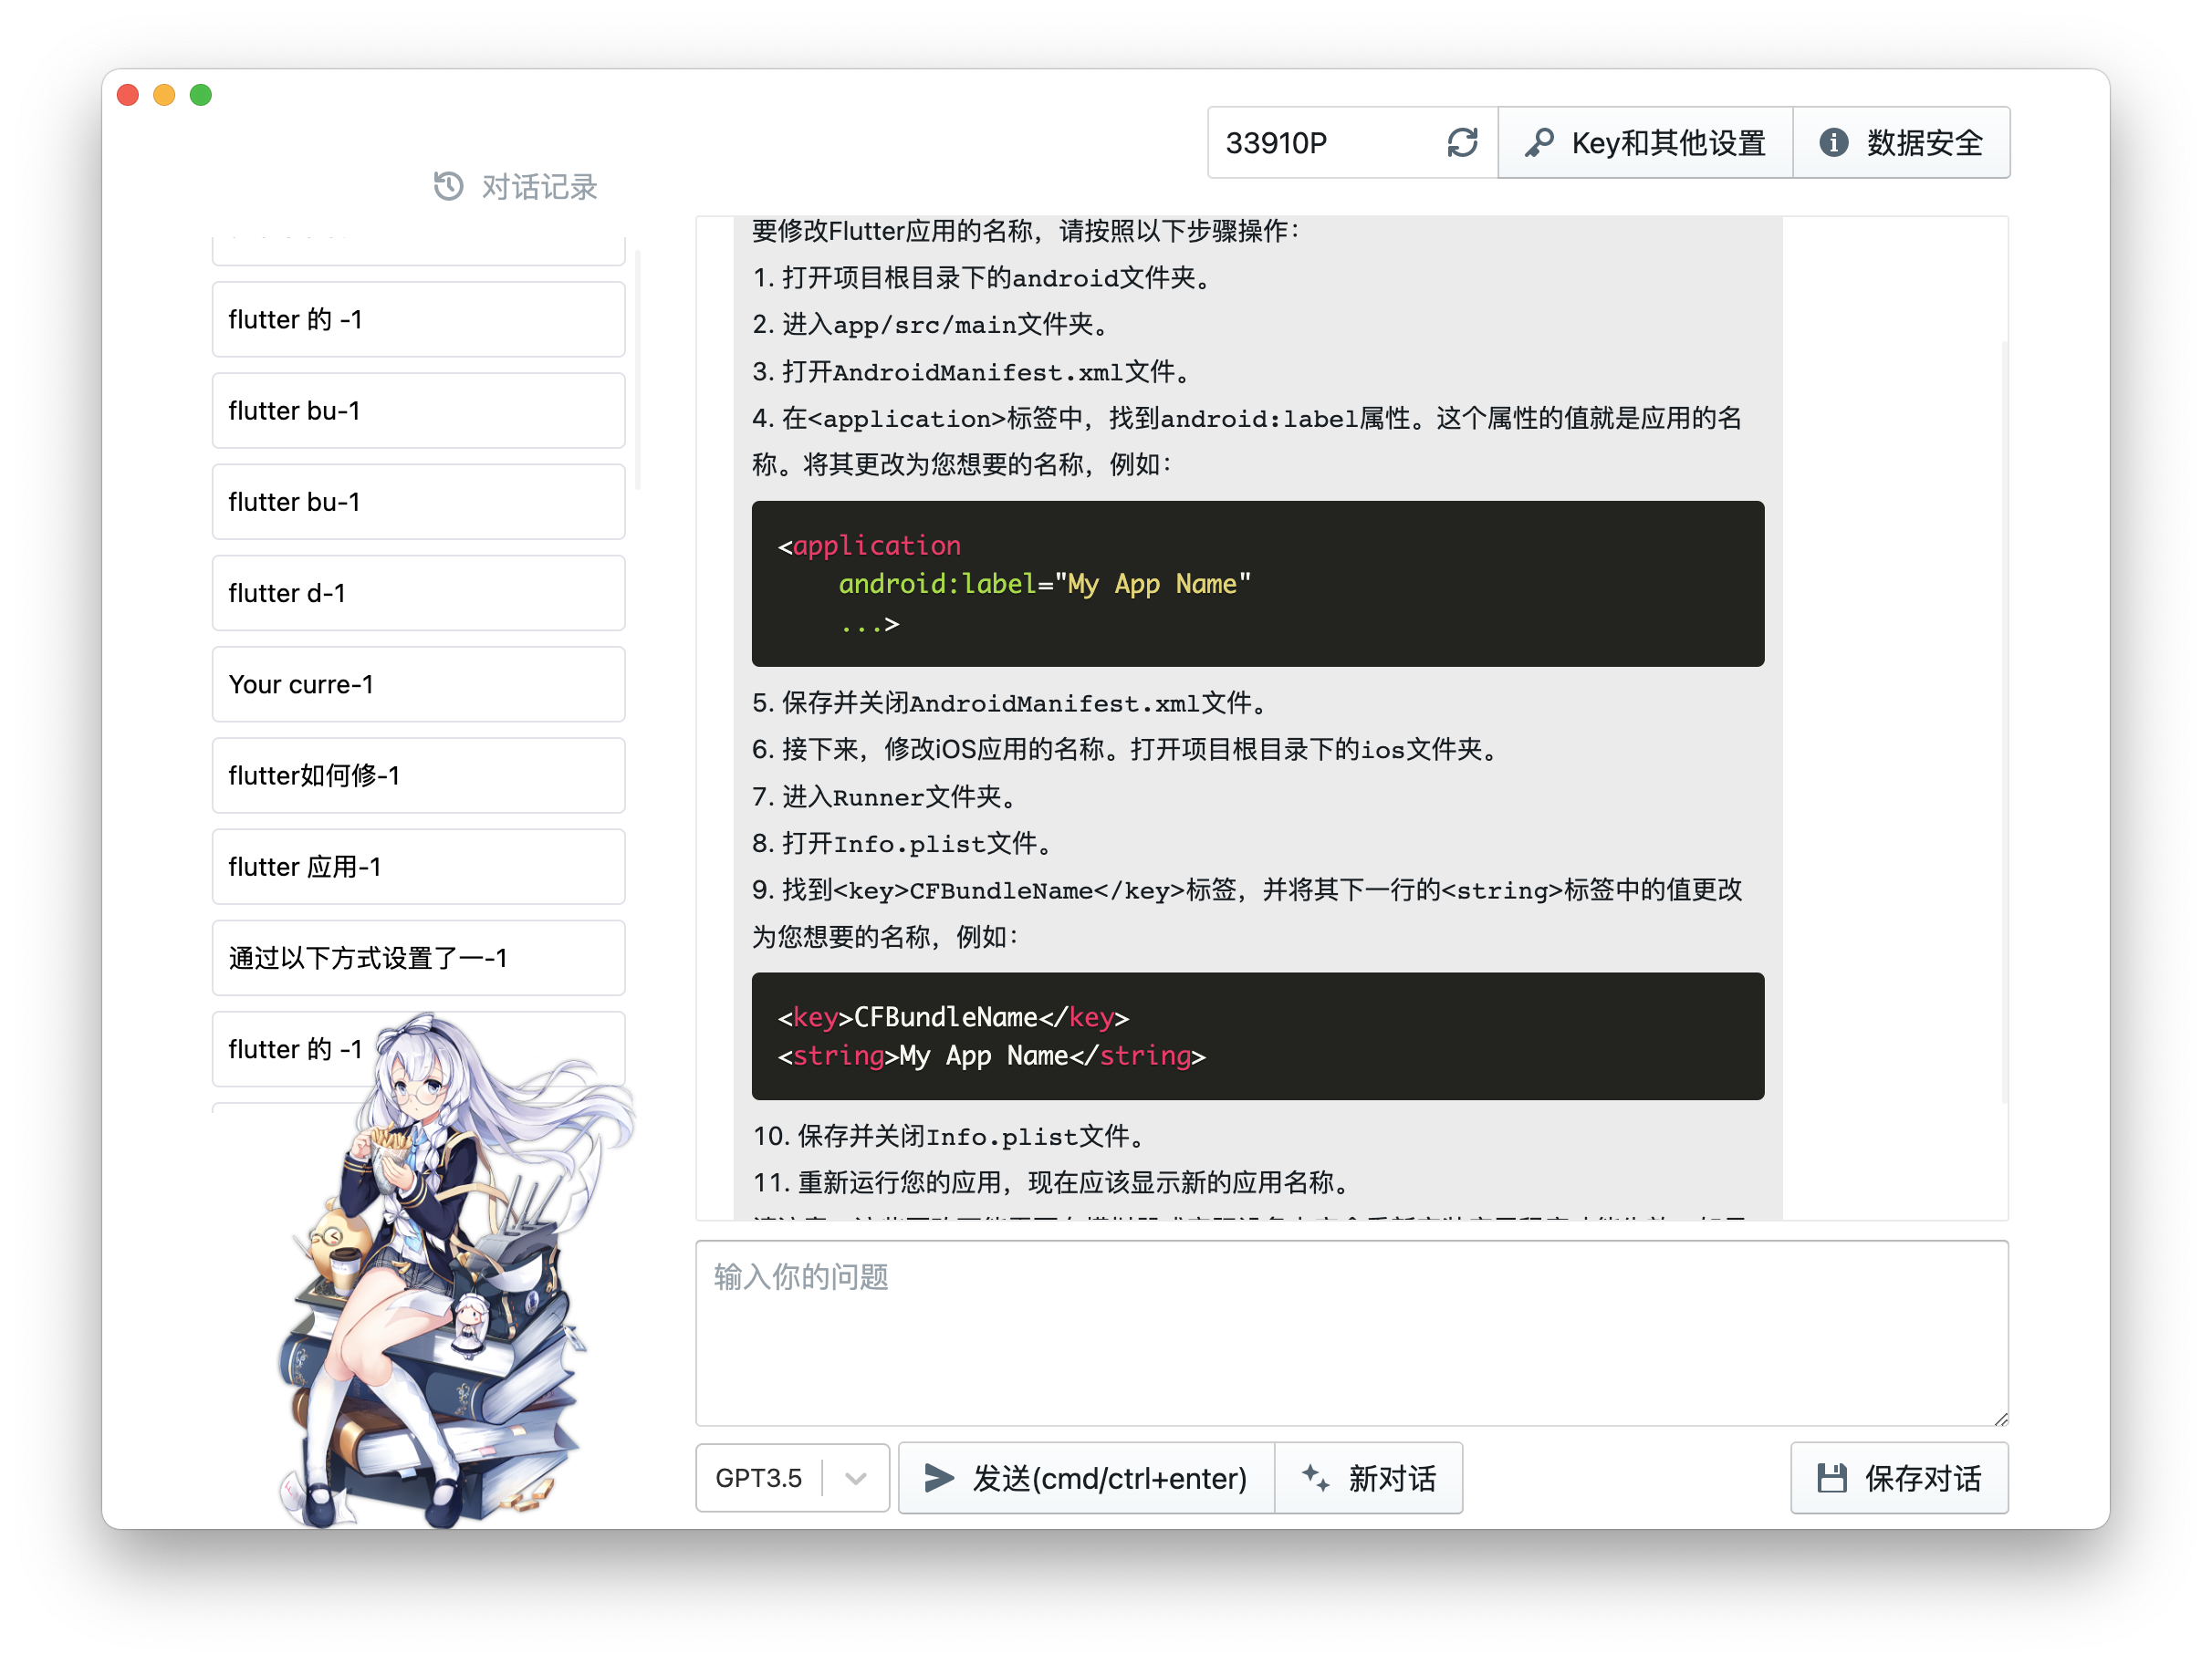 33910P
Key和其他设置
数据安全
对话记录
flutter 的 -1
flutter bu-1
flutter bu-1
flutter d-1
Your curre-1
flutter如何修-1
flutter 应用-1
通过以下方式设置了一-1
flutter 的 -1
要修改Flutter应用的名称，请按照以下步骤操作：
1. 打开项目根目录下的android文件夹。
2. 进入app/src/main文件夹。
3. 打开AndroidManifest.xml文件。
4. 在<application>标签中，找到android:label属性。这个属性的值就是应用的名
称。将其更改为您想要的名称，例如：
<application
    android:label="My App Name"
    ...>
5. 保存并关闭AndroidManifest.xml文件。
6. 接下来，修改iOS应用的名称。打开项目根目录下的ios文件夹。
7. 进入Runner文件夹。
8. 打开Info.plist文件。
9. 找到<key>CFBundleName</key>标签，并将其下一行的<string>标签中的值更改
为您想要的名称，例如：
<key>CFBundleName</key>
<string>My App Name</string>
10. 保存并关闭Info.plist文件。
11. 重新运行您的应用，现在应该显示新的应用名称。
输入你的问题
GPT3.5
发送(cmd/ctrl+enter)
新对话
保存对话